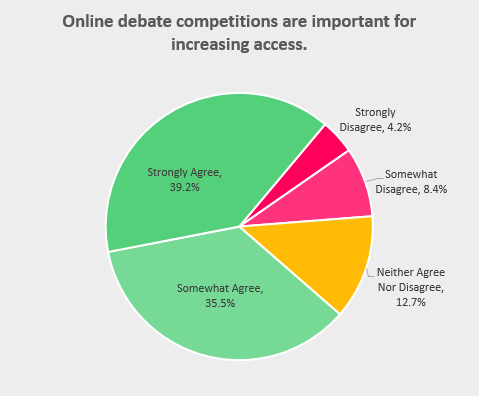 Online debate competitions are important for
increasing access.
Strongly
Disagree, 4.2%
Strongly Agree,
39.2%
Somewhat
Disagree, 8.4%
Neither Agree
Nor Disagree,
12.7%
Somewhat Agree,
35.5%